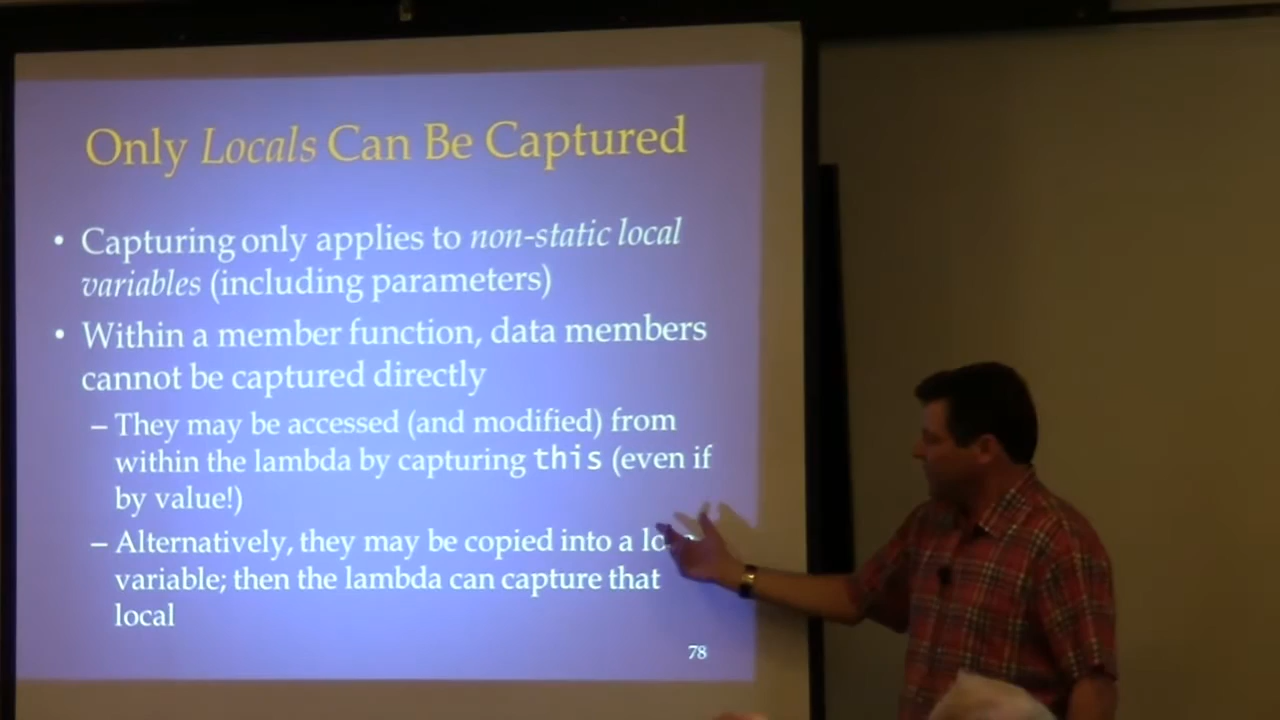 Only Locals Can Be Captured
• Capturing only applies to non-static local
variables (including parameters)
• Within a member function, data members
cannot be captured directly
– They may be accessed (and modified) from
within the lambda by capturing this (even if
by value!)
– Alternatively, they may be copied into a
variable; then the lambda can capture that
local
78